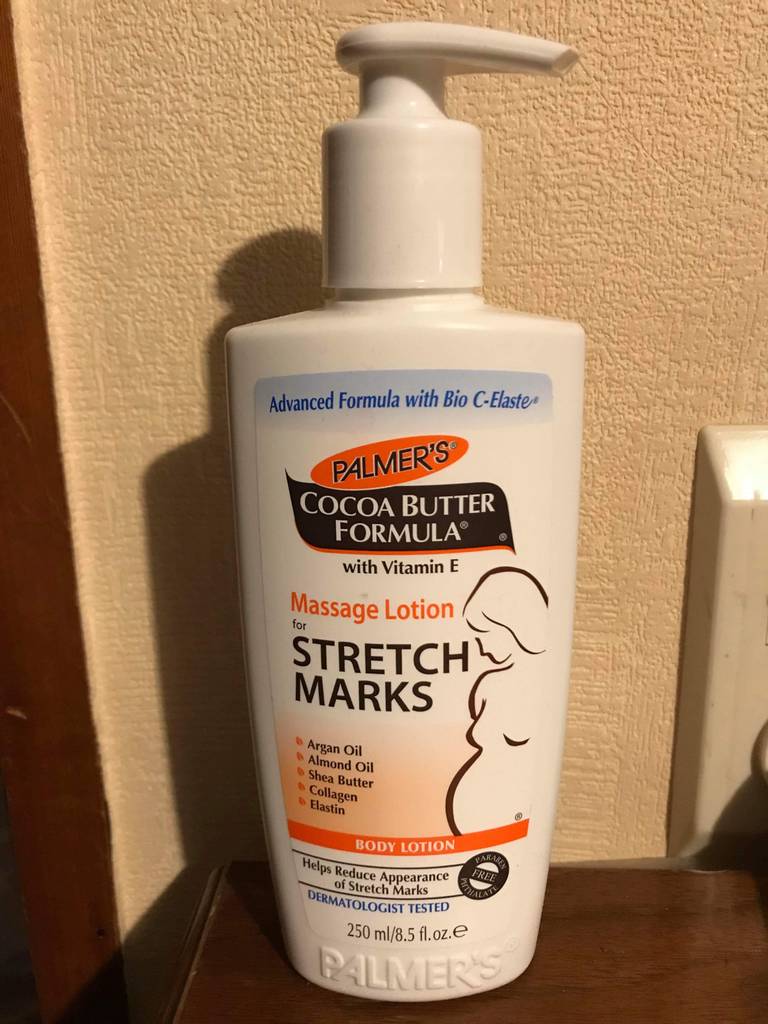 Advanced Formula with Bio C-Elaste®
PALMER'S®
COCOA BUTTER
FORMULA® ®
with Vitamin E
Massage Lotion
for
STRETCH
MARKS
Argan Oil
Almond Oil
Shea Butter
Collagen
Elastin
®
BODY LOTION
Helps Reduce Appearance
of Stretch Marks
PARABEN
FREE
PHTHALATE
DERMATOLOGIST TESTED
250 ml/8.5 fl.oz.℮
PALMER'S®